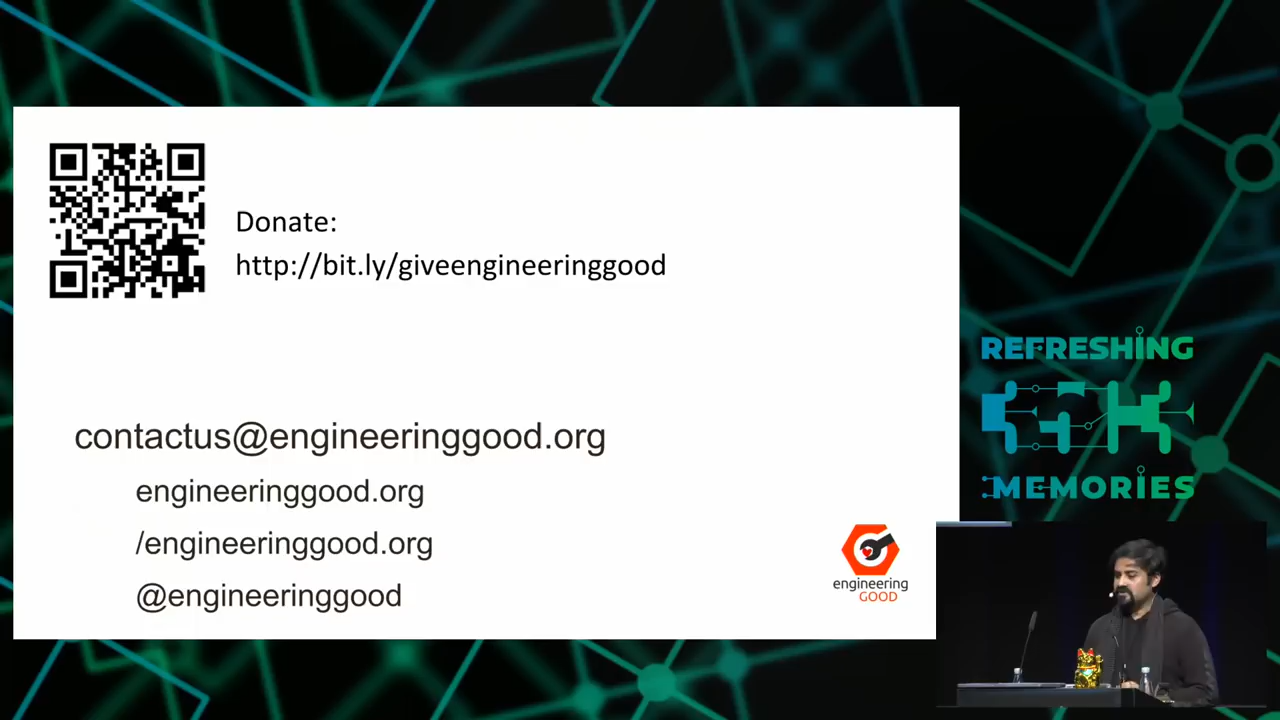 Donate:
http://bit.ly/giveengineeringgood
contactus@engineeringgood.org
engineeringgood.org
/engineeringgood.org
@engineeringgood
engineering
GOOD
REFRESHING
MEMORIES